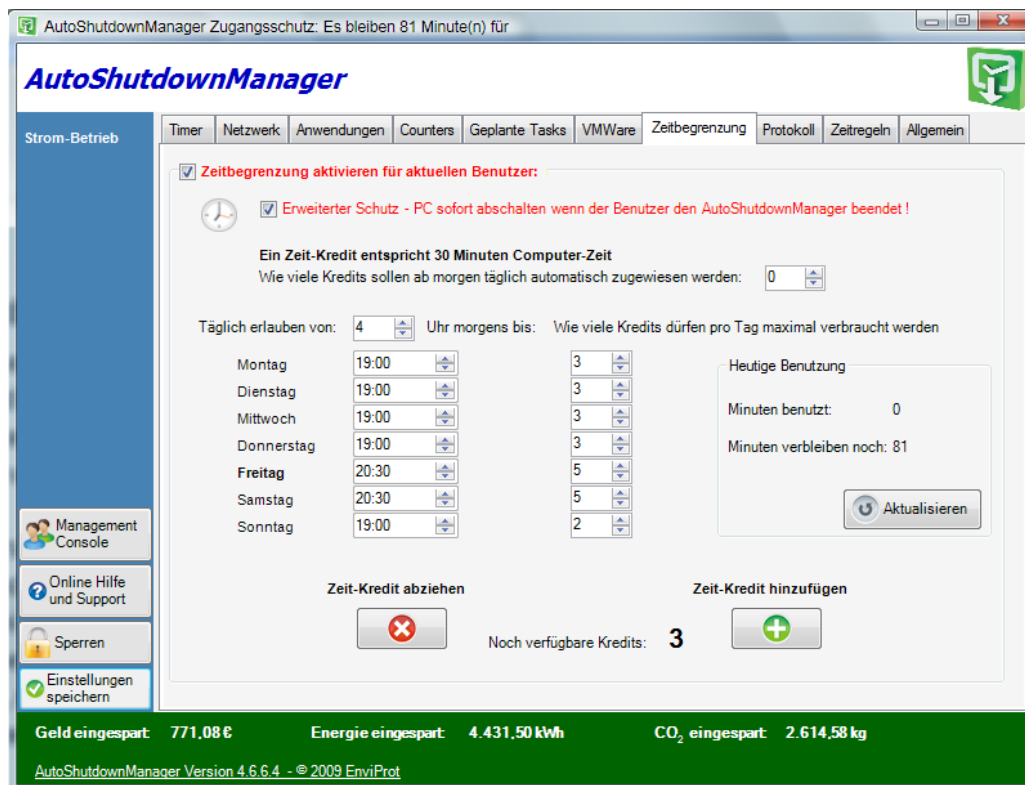 AutoShutdownManager Zugangsschutz: Es bleiben 81 Minute(n) für
AutoShutdownManager
Strom-Betrieb
Timer Netzwerk Anwendungen Counters Geplante Tasks VMWare Zeitbegrenzung Protokoll Zeitregeln Allgemein
Zeitbegrenzung aktivieren für aktuellen Benutzer:
Erweiterter Schutz - PC sofort abschalten wenn der Benutzer den AutoShutdownManager beendet !
Ein Zeit-Kredit entspricht 30 Minuten Computer-Zeit
Wie viele Kredits sollen ab morgen täglich automatisch zugewiesen werden: 0
Täglich erlauben von: 4 Uhr morgens bis: Wie viele Kredits dürfen pro Tag maximal verbraucht werden
Montag 19:00 3
Dienstag 19:00 3
Mittwoch 19:00 3
Donnerstag 19:00 3
Freitag 20:30 5
Samstag 20:30 5
Sonntag 19:00 2
Heutige Benutzung
Minuten benutzt: 0
Minuten verbleiben noch: 81
Aktualisieren
Management
Console
Online Hilfe
und Support
Sperren
Einstellungen
speichern
Zeit-Kredit abziehen
Zeit-Kredit hinzufügen
Noch verfügbare Kredits: 3
Geld eingespart: 771,08 € Energie eingespart: 4.431,50 kWh CO2 eingespart: 2.614,58 kg
AutoShutdownManager Version 4.6.6.4 - © 2009 EnviProt